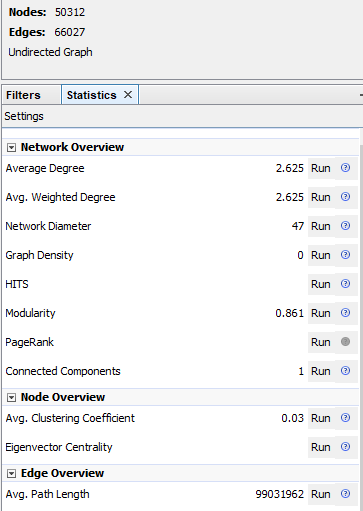 Nodes: 50312
Edges: 66027
Undirected Graph
Filters Statistics ×
Settings
Network Overview
Average Degree 2.625 Run
Avg. Weighted Degree 2.625 Run
Network Diameter 47 Run
Graph Density 0 Run
HITS Run
Modularity 0.861 Run
PageRank Run
Connected Components 1 Run
Node Overview
Avg. Clustering Coefficient 0.03 Run
Eigenvector Centrality Run
Edge Overview
Avg. Path Length 99031962 Run